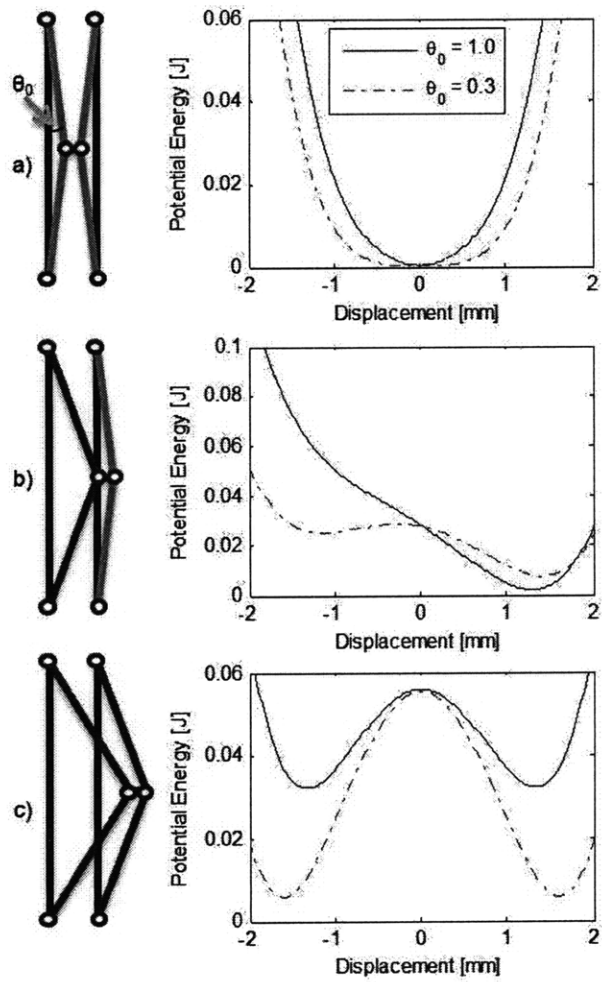 θ₀
a)
Potential Energy [J]
0.06
0.04
0.02
0
θ₀ = 1.0
θ₀ = 0.3
-2 -1 0 1 2
Displacement [mm]
b)
Potential Energy [J]
0.1
0.08
0.06
0.04
0.02
0
-2 -1 0 1 2
Displacement [mm]
c)
Potential Energy [J]
0.06
0.04
0.02
0
-2 -1 0 1 2
Displacement [mm]